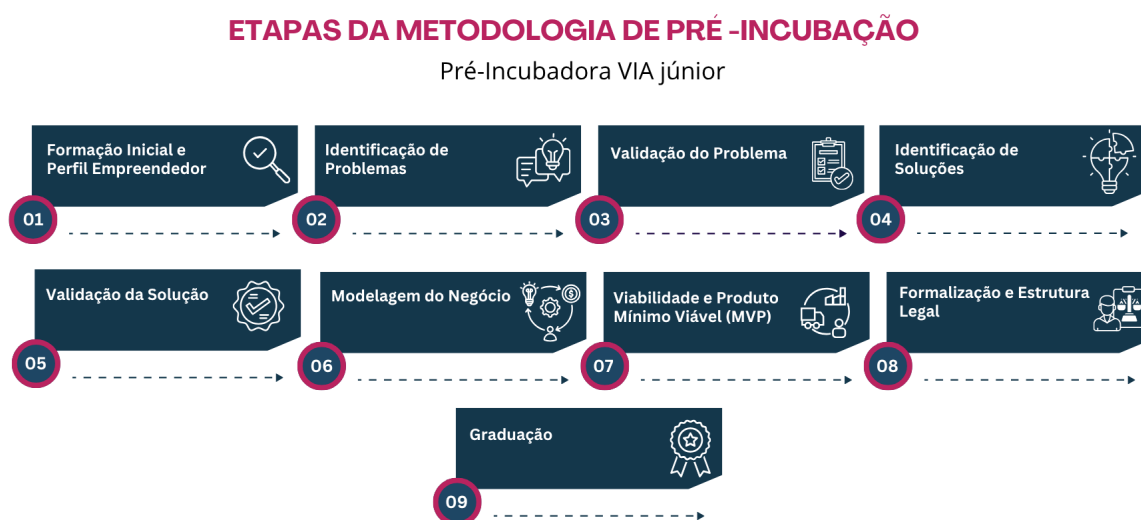 ETAPAS DA METODOLOGIA DE PRÉ -INCUBAÇÃO
Pré-Incubadora VIA júnior
Formação Inicial e
Perfil Empreendedor
01
Identificação de
Problemas
02
Validação do Problema
03
Identificação de
Soluções
04
Validação da Solução
05
Modelagem do Negócio
06
Viabilidade e Produto
Mínimo Viável (MVP)
07
Formalização e Estrutura
Legal
08
Graduação
09